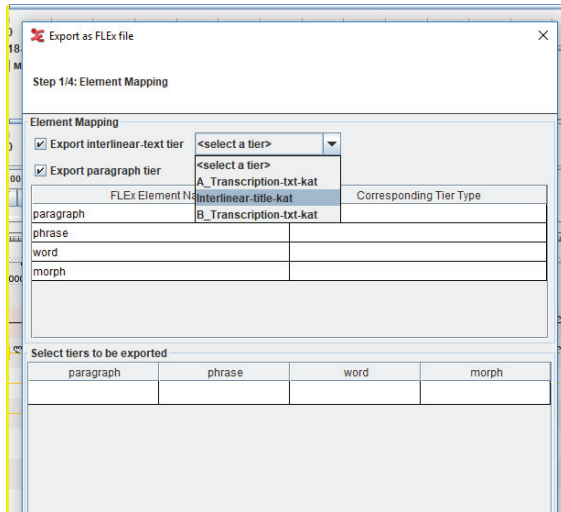 Export as FLEx file
Step 1/4: Element Mapping
Element Mapping
Export interlinear-text tier <select a tier>
<select a tier>
Export paragraph tier
A_Transcription-txt-kat
FLEx Element Na Interlinear-title-kat Corresponding Tier Type
paragraph B_Transcription-txt-kat
phrase
word
morph
Select tiers to be exported
paragraph phrase word morph